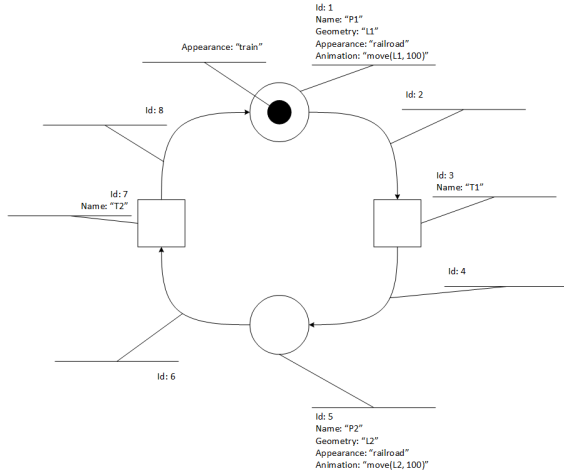 Id: 1
Name: “P1”
Geometry: “L1”
Appearance: “railroad”
Animation: “move(L1, 100)”
Appearance: “train”
Id: 8
Id: 2
Id: 7
Name: “T2”
Id: 3
Name: “T1”
Id: 4
Id: 6
Id: 5
Name: “P2”
Geometry: “L2”
Appearance: “railroad”
Animation: “move(L2, 100)”